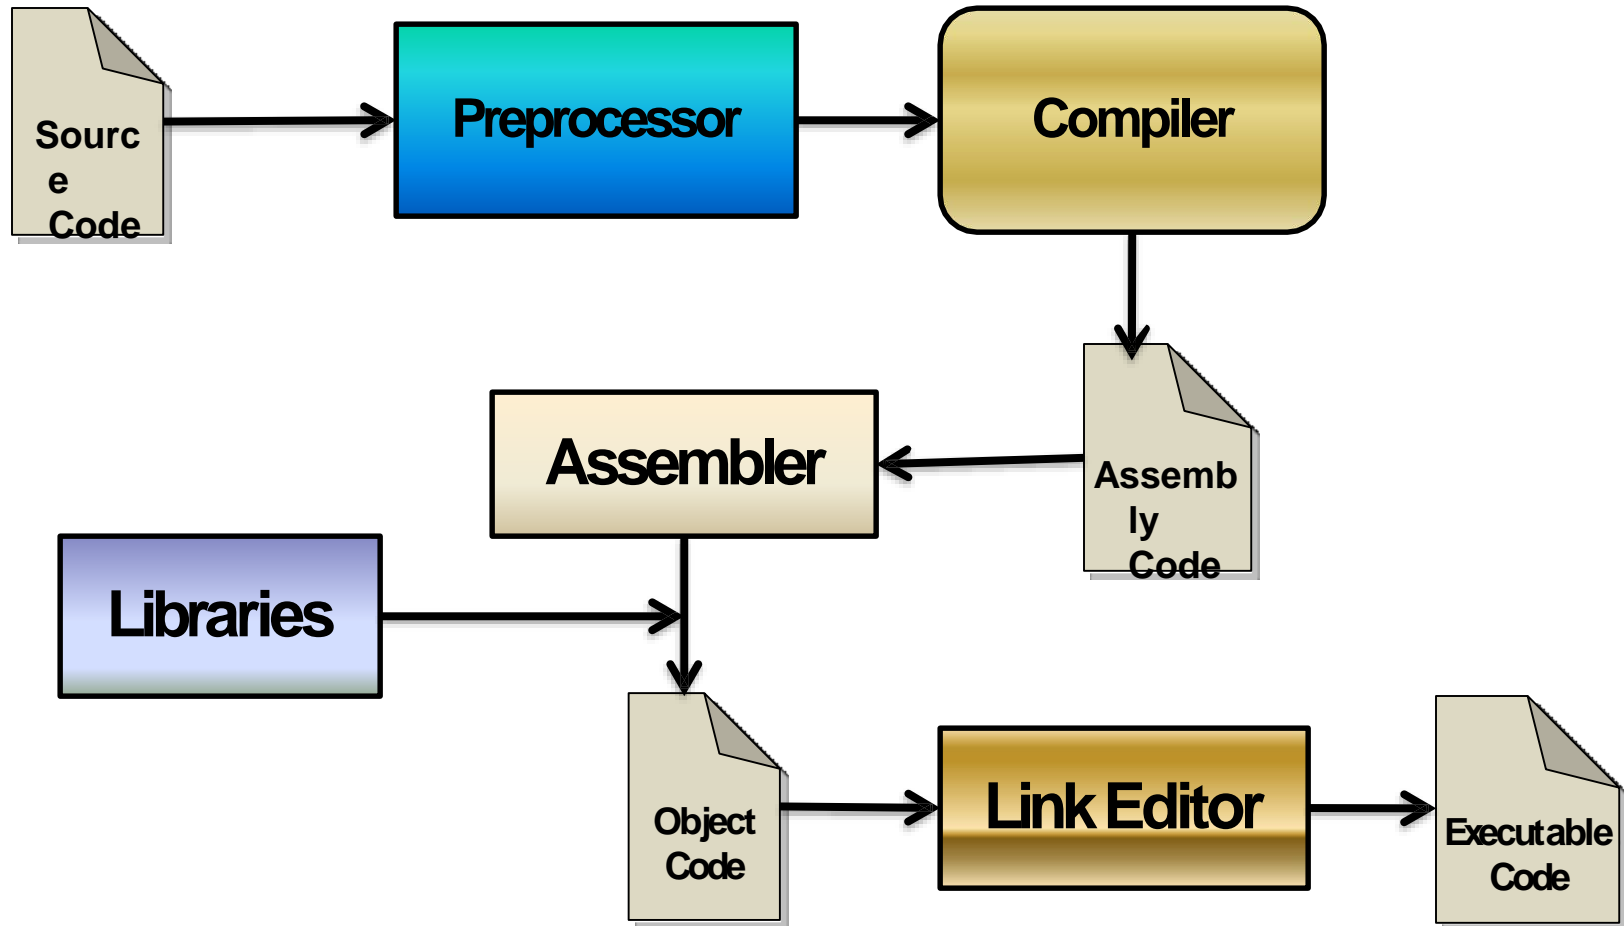 Sourc
e
Code
Preprocessor
Compiler
Assembler
Assemb
ly
Code
Libraries
Object
Code
Link Editor
Executable
Code